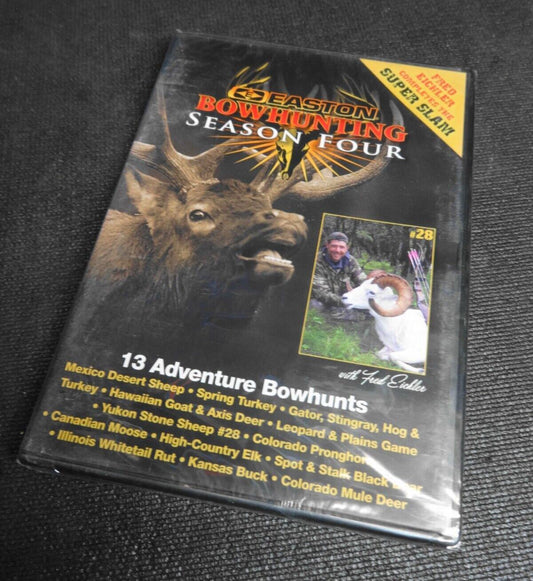 FRED
EICHLER
COMPLETES THE
SUPER SLAM
EASTON
BOWHUNTING
SEASON FOUR
#28
with Fred Eichler
13 Adventure Bowhunts
Mexico Desert Sheep • Spring Turkey • Gator, Stingray, Hog &
Turkey • Hawaiian Goat & Axis Deer • Leopard & Plains Game
• Yukon Stone Sheep #28 • Colorado Pronghorn
• Canadian Moose • High-Country Elk • Spot & Stalk Black Bear
• Illinois Whitetail Rut • Kansas Buck • Colorado Mule Deer